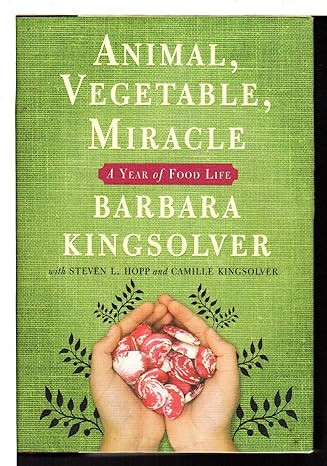 ANIMAL,
VEGETABLE,
MIRACLE
A YEAR of FOOD LIFE
BARBARA
KINGSOLVER
with STEVEN L. HOPP and CAMILLE KINGSOLVER